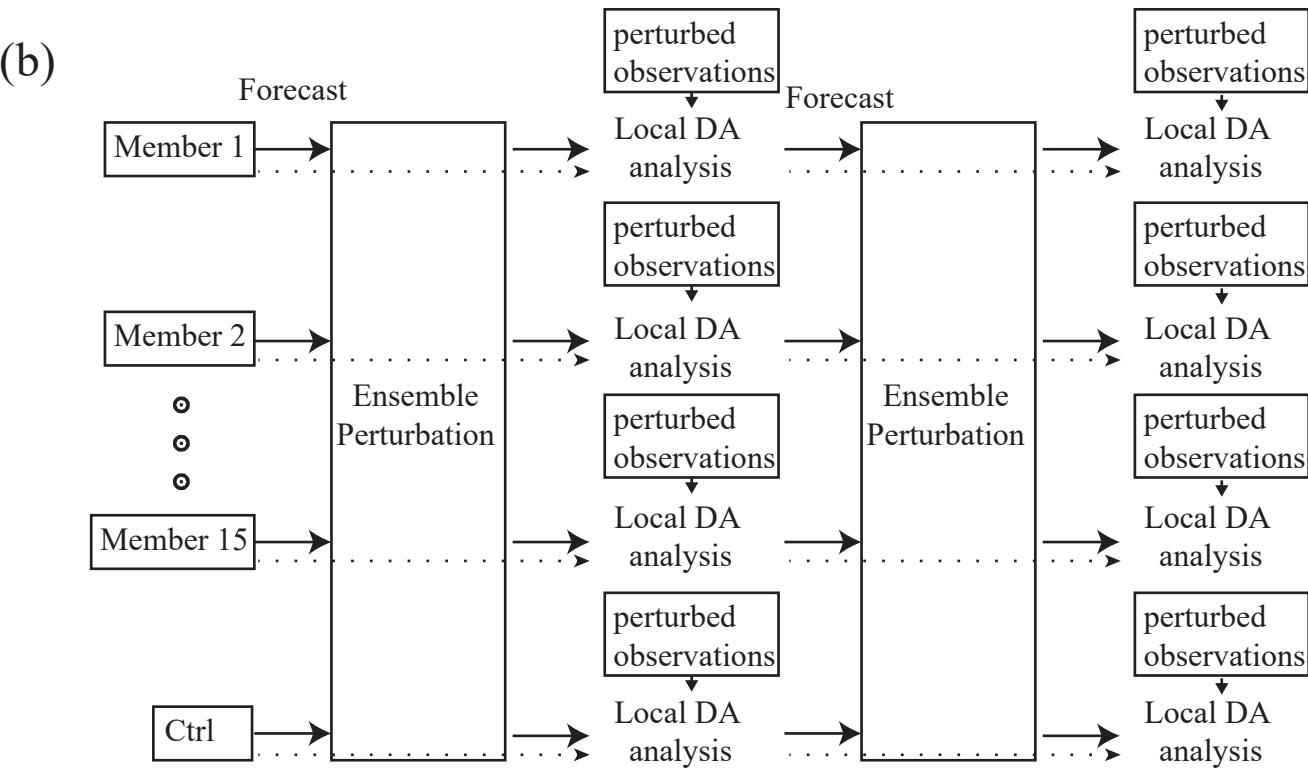 (b)
perturbed
observations
perturbed
observations
Forecast
Forecast
Member 1
Local DA
analysis
Local DA
analysis
perturbed
observations
perturbed
observations
Member 2
Local DA
analysis
Local DA
analysis
Ensemble
Perturbation
Ensemble
Perturbation
perturbed
observations
perturbed
observations
Member 15
Local DA
analysis
Local DA
analysis
perturbed
observations
perturbed
observations
Ctrl
Local DA
analysis
Local DA
analysis